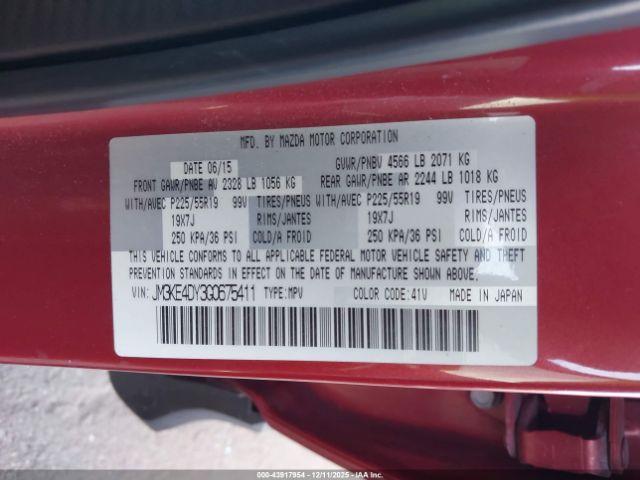 MFD. BY MAZDA MOTOR CORPORATION
DATE 06/15 GVWR/PNBV 4566 LB 2071 KG
FRONT GAWR/PNBE AV 2328 LB 1056 KG REAR GAWR/PNBE AR 2244 LB 1018 KG
WITH/AVEC P225/55R19 99V TIRES/PNEUS WITH/AVEC P225/55R19 99V TIRES/PNEUS
19X7J RIMS/JANTES 19X7J RIMS/JANTES
250 KPA/36 PSI COLD/A FROID 250 KPA/36 PSI COLD/A FROID
THIS VEHICLE CONFORMS TO ALL APPLICABLE FEDERAL MOTOR VEHICLE SAFETY AND THEFT
PREVENTION STANDARDS IN EFFECT ON THE DATE OF MANUFACTURE SHOWN ABOVE.
VIN: JM3KE4DY3G0675411 TYPE:MPV COLOR CODE:41V MADE IN JAPAN
000-43917954 - 12/11/2025 - IAAI.COM